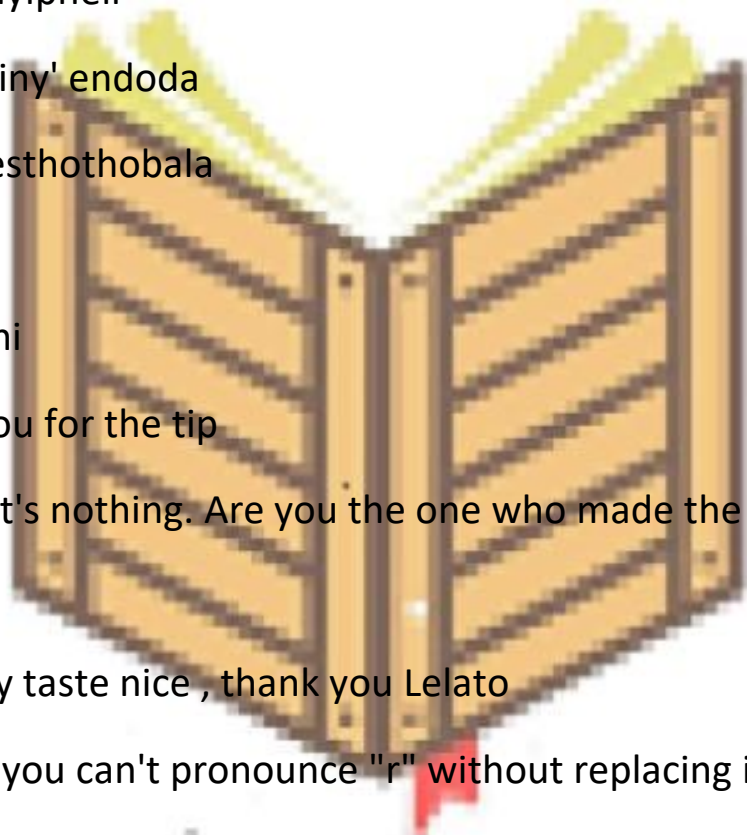 iny' endoda
esthothobala
ni
ou for the tip
t's nothing. Are you the one who made the
y taste nice , thank you Lelato
you can't pronounce "r" without replacing i